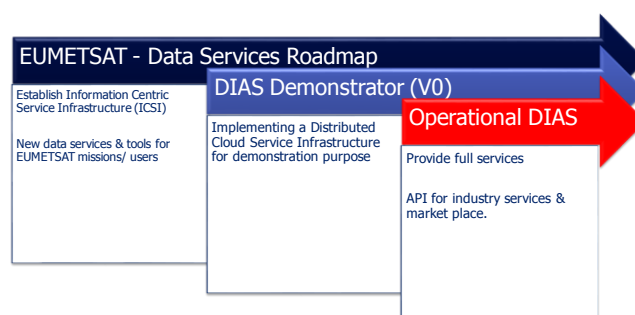 EUMETSAT - Data Services Roadmap
Establish Information Centric
Service Infrastructure (ICSI)
New data services & tools for
EUMETSAT missions/ users
DIAS Demonstrator (V0)
Implementing a Distributed
Cloud Service Infrastructure
for demonstration purpose
Operational DIAS
Provide full services
API for industry services &
market place.